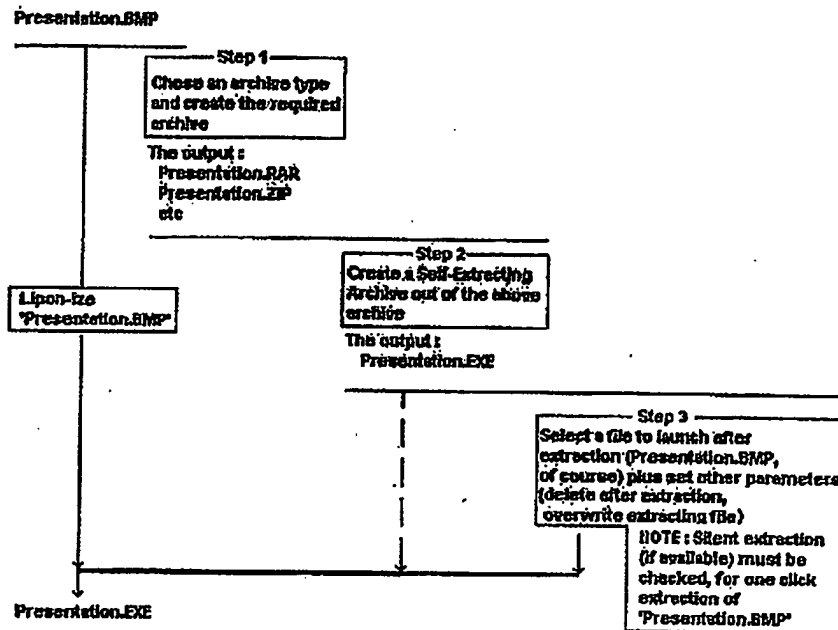 Presentation.BMP
Step 1
Chose an archive type
and create the required
archive
The output :
Presentation.RAR
Presentation.ZIP
etc
Step 2
Create a Self-Extracting
Archive out of the above
archive
The output :
Presentation.EXE
Lipon-ize
"Presentation.BMP"
Step 3
Select a file to launch after
extraction (Presentation.BMP,
of course) plus set other parameters
(delete after extraction,
overwrite extracting file)
NOTE : Silent extraction
(if available) must be
checked, for one click
extraction of
"Presentation.BMP"
Presentation.EXE